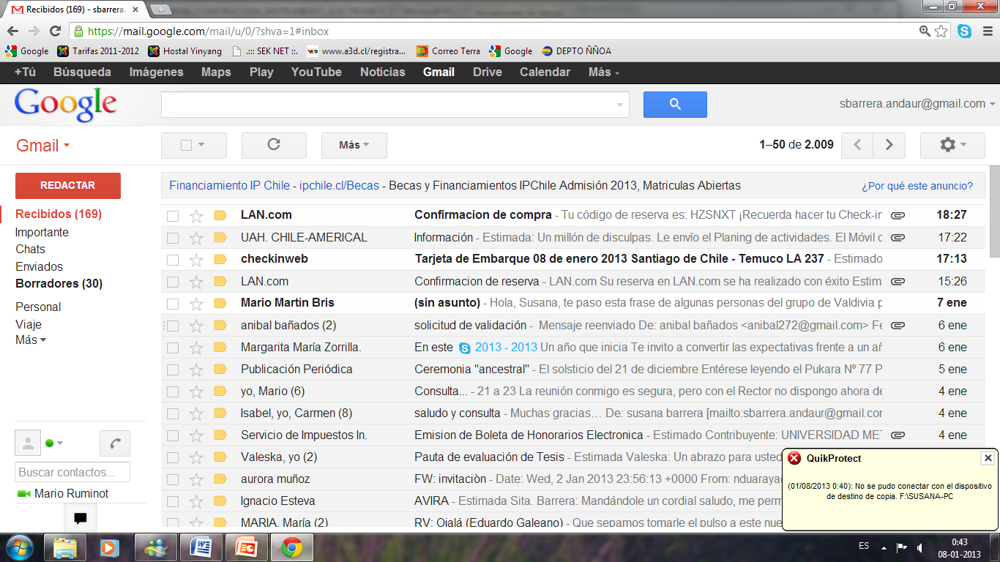 Recibidos (169) - sbarrera.
https://mail.google.com/mail/u/0/?shva=1#inbox
Google Tarifas 2011-2012 Hostal Yinyang .:::: SEK NET ::. www.a3d.cl/registra... Correo Terra Google DEPTO ÑÑOA
+Tú Búsqueda Imágenes Maps Play YouTube Noticias Gmail Drive Calendar Más
Google sbarrera.andaur@gmail.com
Gmail Más 1–50 de 2.009
REDACTAR
Recibidos (169)
Importante
Chats
Enviados
Borradores (30)
Personal
Viaje
Más
Buscar contactos...
Mario Ruminot
Financiamiento IP Chile - ipchile.cl/Becas - Becas y Financiamientos IPChile Admisión 2013, Matriculas Abiertas ¿Por qué este anuncio?
LAN.com Confirmacion de compra - Tu código de reserva es: HZSNXT ¡Recuerda hacer tu Check-in 18:27
UAH. CHILE-AMERICAL Información - Estimada: Un millón de disculpas. Le envío el Planing de actividades. El Móvil 17:22
checkinweb Tarjeta de Embarque 08 de enero 2013 Santiago de Chile - Temuco LA 237 - Estimado 17:13
LAN.com Confirmacion de reserva - LAN.com Su reserva en LAN.com se ha realizado con éxito Estim 15:26
Mario Martín Bris (sin asunto) - Hola, Susana, te paso esta frase de algunas personas del grupo de Valdivia p 7 ene
anibal bañados (2) solicitud de validación - Mensaje reenviado De: anibal bañados <anibal272@gmail.com> Fe 6 ene
Margarita María Zorrilla. En este 2013 - 2013 Un año que inicia Te invito a convertir las expectativas frente a un añ 6 ene
Publicación Periódica Ceremonia "ancestral" - El solsticio del 21 de diciembre Entérese leyendo el Pukara Nº 77 P 5 ene
yo, Mario (6) Consulta... - 21 a 23 La reunión conmigo es segura, pero con el Rector no dispongo ahora de 4 ene
Isabel, yo, Carmen (8) saludo y consulta - Muchas gracias… De: susana barrera [mailto:sbarrera.andaur@gmail.com 4 ene
Servicio de Impuestos In. Emision de Boleta de Honorarios Electronica - Estimado Contribuyente: UNIVERSIDAD MET 4 ene
Valeska, yo (2) Pauta de evaluación de Tesis - Estimada Valeska: Un abrazo para usted
aurora muñoz FW: invitaciòn - Date: Wed, 2 Jan 2013 23:56:13 +0000 From: nduaraya
Ignacio Esteva AVIRA - Estimada Sita. Barrera: Mandándole un cordial saludo, me perm
MARIA. María (2) RV: Ojalá (Eduardo Galeano) - Que sepamos tomarle el pulso a este nue
QuikProtect
(01/08/2013 0:40): No se pudo conectar con el dispositivo
de destino de copia. F:\SUSANA-PC
ES 0:43
08-01-2013